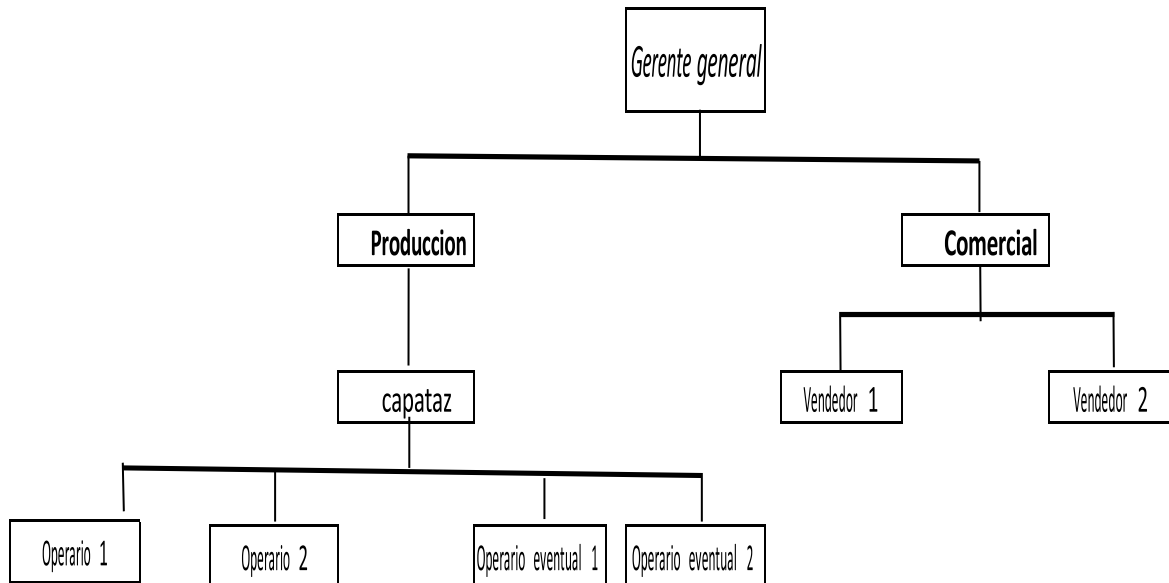 Gerente general
Produccion
Comercial
capataz
Vendedor 1
Vendedor 2
Operario 1
Operario 2
Operario eventual 1
Operario eventual 2